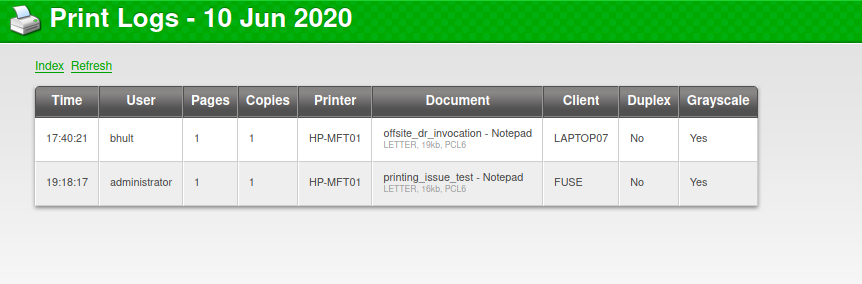 Print Logs - 10 Jun 2020
Index Refresh
Time User Pages Copies Printer Document Client Duplex Grayscale
17:40:21 bhult 1 1 HP-MFT01 offsite_dr_invocation - Notepad LAPTOP07 No Yes
LETTER, 19kb, PCL6
19:18:17 administrator 1 1 HP-MFT01 printing_issue_test - Notepad FUSE No Yes
LETTER, 16kb, PCL6